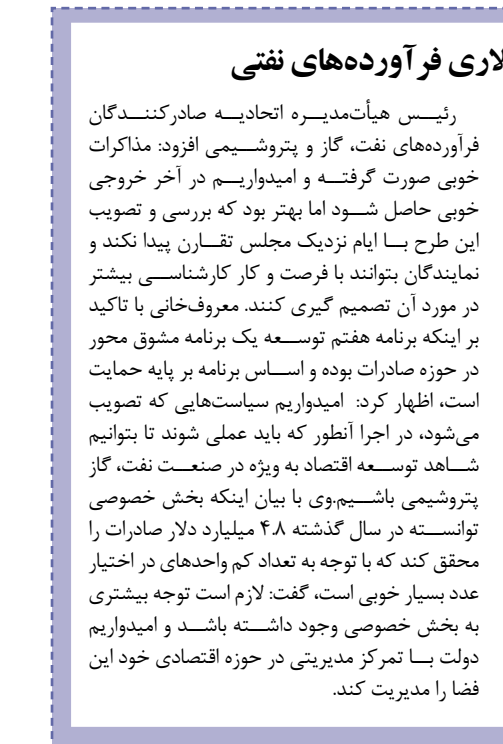 لاری فرآورده‌های نفتی
رئیس هیأت‌مدیره اتحادیه صادرکنندگان
فرآورده‌های نفت، گاز و پتروشیمی افزود: مذاکرات
خوبی صورت گرفته و امیدواریم در آخر خروجی
خوبی حاصل شود اما بهتر بود که بررسی و تصویب
این طرح با ایام نزدیک مجلس تقارن پیدا نکند و
نمایندگان بتوانند با فرصت و کار کارشناسی بیشتر
در مورد آن تصمیم گیری کنند. معروف‌خانی با تاکید
بر اینکه برنامه هفتم توسعه یک برنامه مشوق محور
در حوزه صادرات بوده و اساس برنامه بر پایه حمایت
است، اظهار کرد: امیدواریم سیاست‌هایی که تصویب
می‌شود، در اجرا آنطور که باید عملی شوند تا بتوانیم
شاهد توسعه اقتصاد به ویژه در صنعت نفت، گاز
پتروشیمی باشیم.وی با بیان اینکه بخش خصوصی
توانسته در سال گذشته ۴.۸ میلیارد دلار صادرات را
محقق کند که با توجه به تعداد کم واحدهای در اختیار
عدد بسیار خوبی است، گفت: لازم است توجه بیشتری
به بخش خصوصی وجود داشته باشد و امیدواریم
دولت با تمرکز مدیریتی در حوزه اقتصادی خود این
فضا را مدیریت کند.